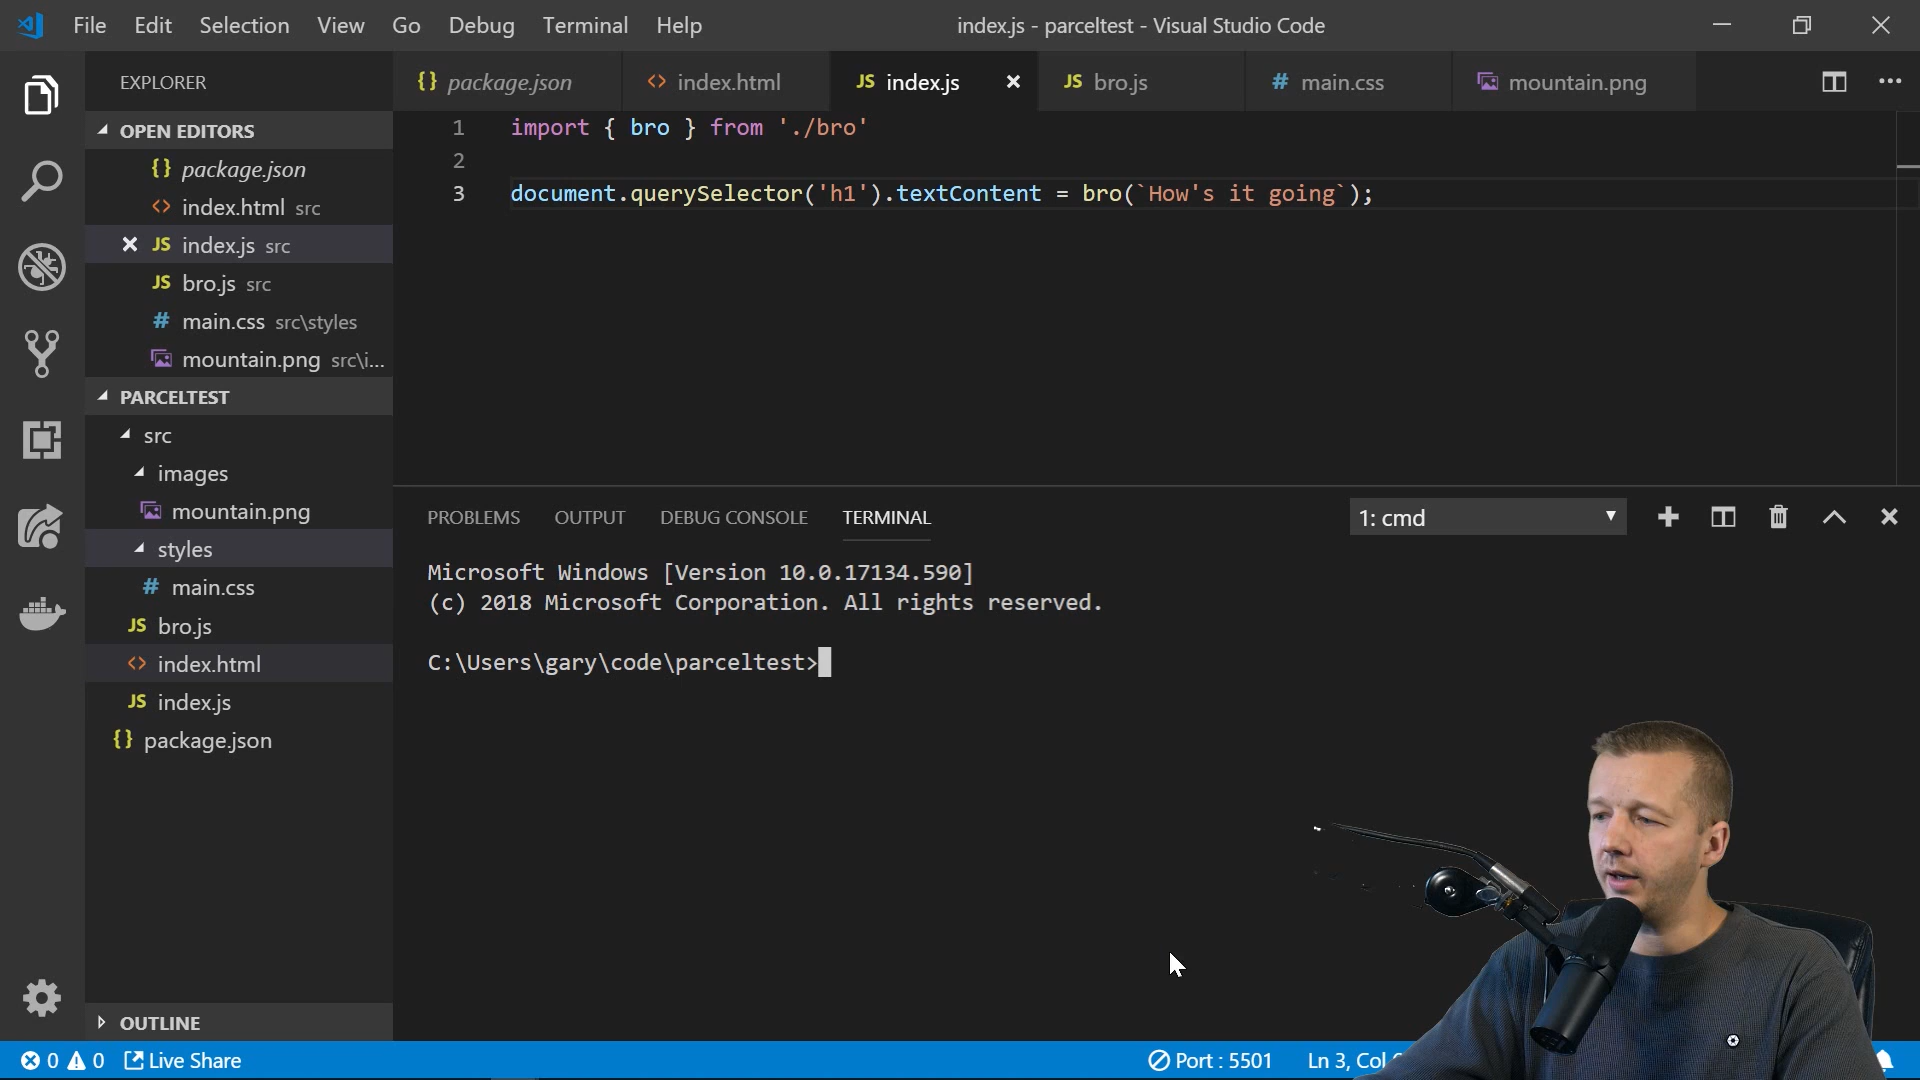 File Edit Selection View Go Debug Terminal Help
index.js - parceltest - Visual Studio Code
EXPLORER
OPEN EDITORS
{} package.json
<> index.html src
JS index.js src
JS bro.js src
# main.css src\styles
mountain.png src\i...
PARCELTEST
src
images
mountain.png
styles
# main.css
JS bro.js
<> index.html
JS index.js
{} package.json
OUTLINE
{} package.json <> index.html JS index.js JS bro.js # main.css mountain.png
1 import { bro } from './bro'
2
3 document.querySelector('h1').textContent = bro(`How's it going`);
PROBLEMS OUTPUT DEBUG CONSOLE TERMINAL 1: cmd
Microsoft Windows [Version 10.0.17134.590]
(c) 2018 Microsoft Corporation. All rights reserved.
C:\Users\gary\code\parceltest>
0 0 Live Share Port : 5501 Ln 3, Col